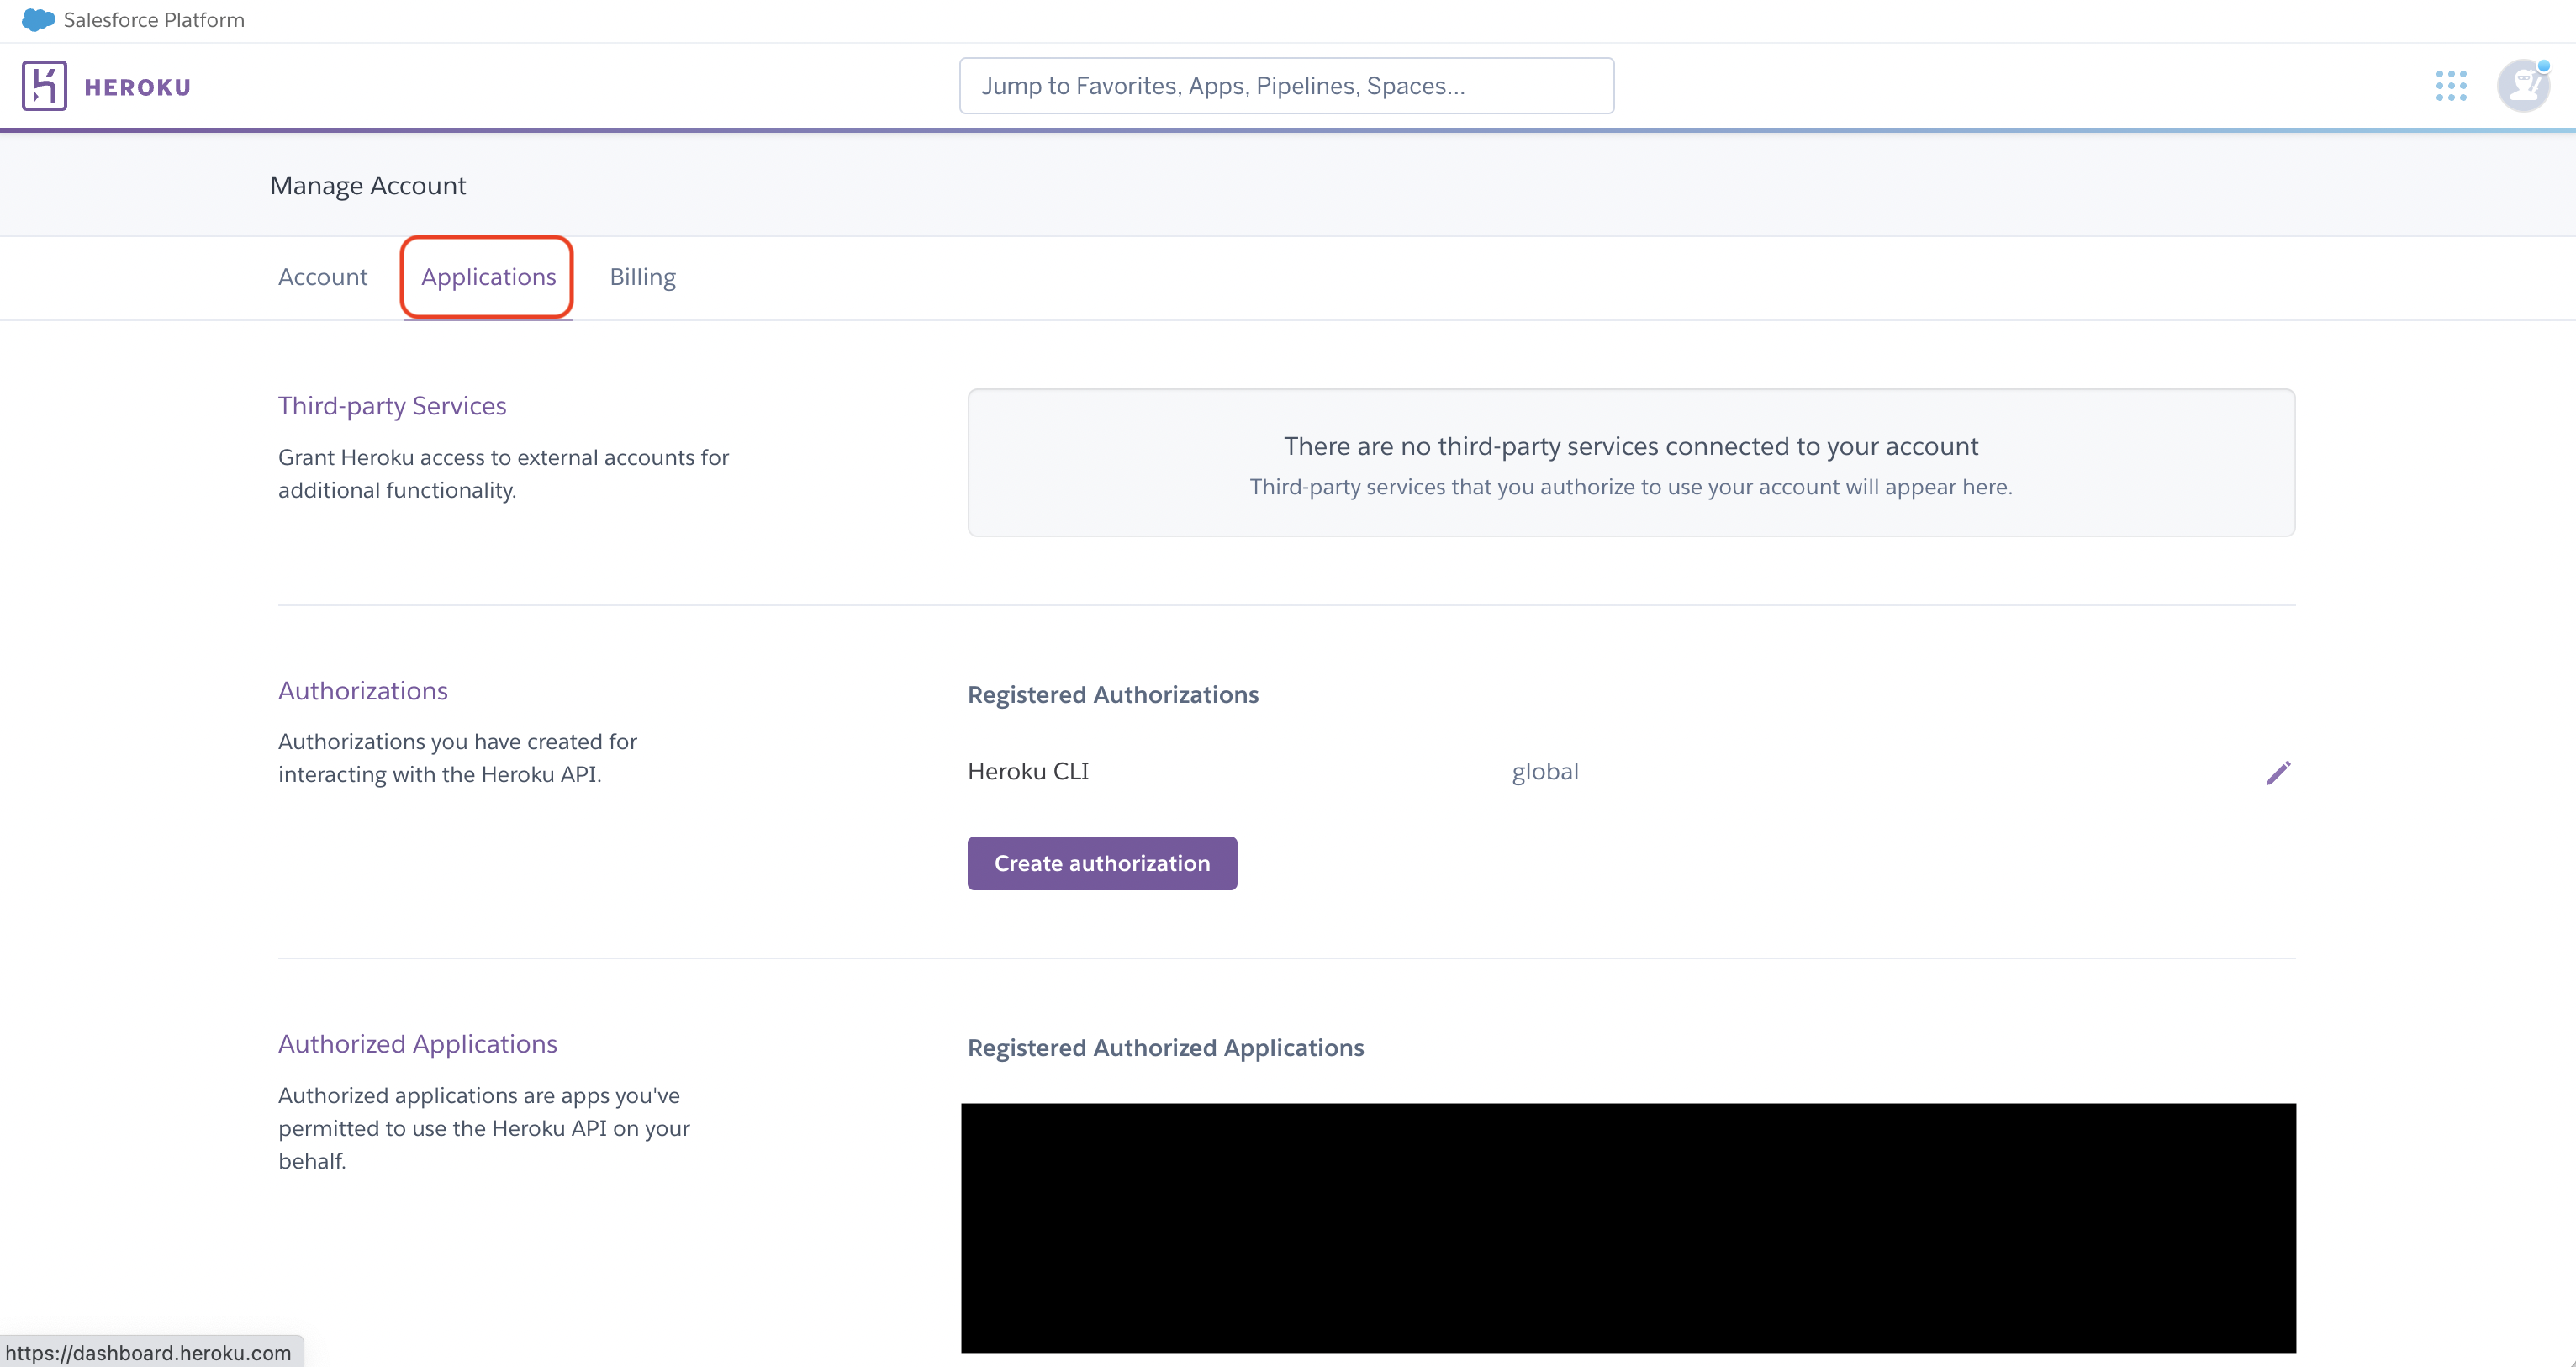 Salesforce Platform
HEROKU
Jump to Favorites, Apps, Pipelines, Spaces...
Manage Account
Account
Applications
Billing
Third-party Services
Grant Heroku access to external accounts for
additional functionality.
There are no third-party services connected to your account
Third-party services that you authorize to use your account will appear here.
Authorizations
Authorizations you have created for
interacting with the Heroku API.
Registered Authorizations
Heroku CLI
global
Create authorization
Authorized Applications
Authorized applications are apps you've
permitted to use the Heroku API on your
behalf.
Registered Authorized Applications
https://dashboard.heroku.com